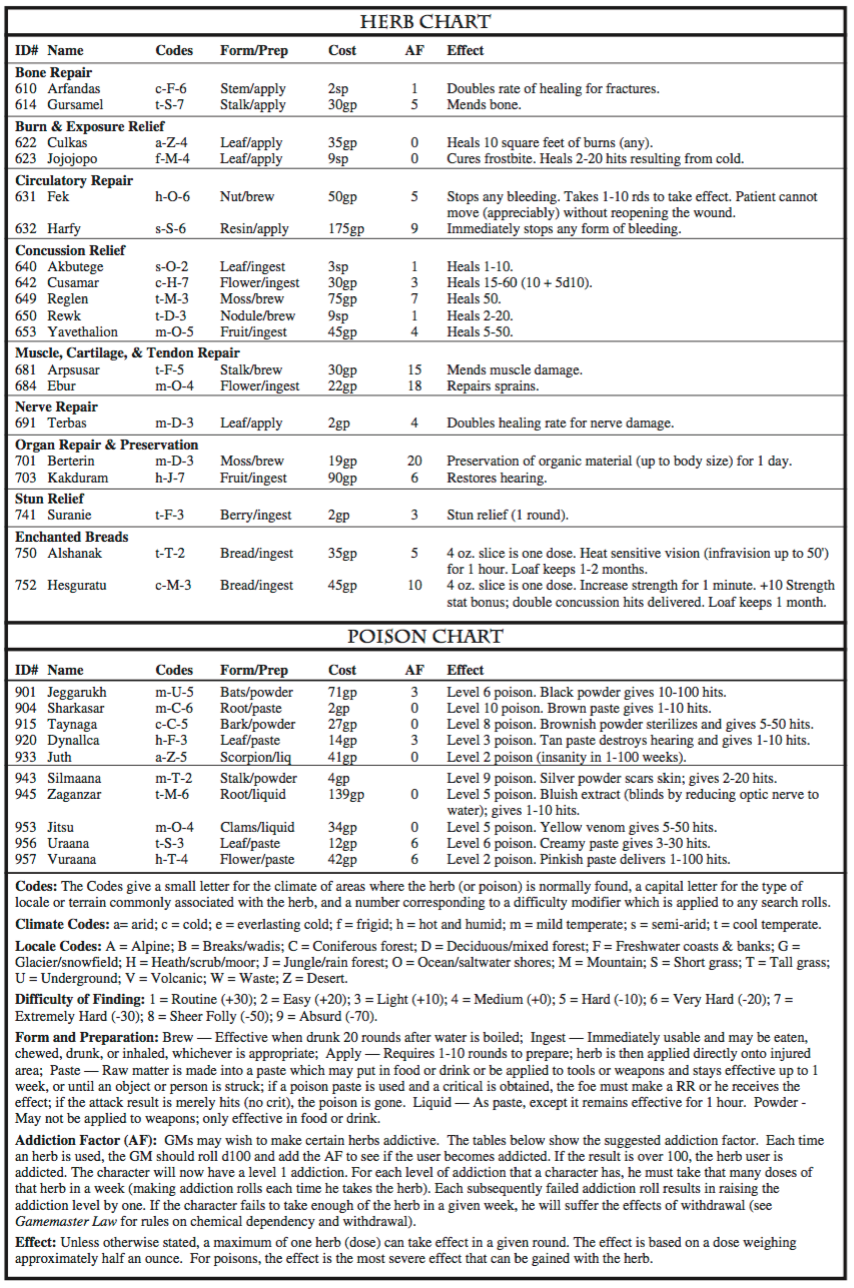 HERB CHART
ID# Name Codes Form/Prep Cost AF Effect
Bone Repair
610 Arfandas c-F-6 Stem/apply 2sp 1 Doubles rate of healing for fractures.
614 Gursamel t-S-7 Stalk/apply 30gp 5 Mends bone.
Burn & Exposure Relief
622 Culkas a-Z-4 Leaf/apply 35gp 0 Heals 10 square feet of burns (any).
623 Jojojopo f-M-4 Leaf/apply 9sp 0 Cures frostbite. Heals 2-20 hits resulting from cold.
Circulatory Repair
631 Fek h-O-6 Nut/brew 50gp 5 Stops any bleeding. Takes 1-10 rds to take effect. Patient cannot
move (appreciably) without reopening the wound.
632 Harfy s-S-6 Resin/apply 175gp 9 Immediately stops any form of bleeding.
Concussion Relief
640 Akbutege s-O-2 Leaf/ingest 3sp 1 Heals 1-10.
642 Cusamar c-H-7 Flower/ingest 30gp 3 Heals 15-60 (10 + 5d10).
649 Reglen t-M-3 Moss/brew 75gp 7 Heals 50.
650 Rewk t-D-3 Nodule/brew 9sp 1 Heals 2-20.
653 Yavethalion m-O-5 Fruit/ingest 45gp 4 Heals 5-50.
Muscle, Cartilage, & Tendon Repair
681 Arpsusar t-F-5 Stalk/brew 30gp 15 Mends muscle damage.
684 Ebur m-O-4 Flower/ingest 22gp 18 Repairs sprains.
Nerve Repair
691 Terbas m-D-3 Leaf/apply 2gp 4 Doubles healing rate for nerve damage.
Organ Repair & Preservation
701 Berterin m-D-3 Moss/brew 19gp 20 Preservation of organic material (up to body size) for 1 day.
703 Kakduram h-J-7 Fruit/ingest 90gp 6 Restores hearing.
Stun Relief
741 Suranie t-F-3 Berry/ingest 2gp 3 Stun relief (1 round).
Enchanted Breads
750 Alshanak t-T-2 Bread/ingest 35gp 5 4 oz. slice is one dose. Heat sensitive vision (infravision up to 50')
for 1 hour. Loaf keeps 1-2 months.
752 Hesguratu c-M-3 Bread/ingest 45gp 10 4 oz. slice is one dose. Increase strength for 1 minute. +10 Strength
stat bonus; double concussion hits delivered. Loaf keeps 1 month.
POISON CHART
ID# Name Codes Form/Prep Cost AF Effect
901 Jeggarukh m-U-5 Bats/powder 71gp 3 Level 6 poison. Black powder gives 10-100 hits.
904 Sharkasar m-C-6 Root/paste 2gp 0 Level 10 poison. Brown paste gives 1-10 hits.
915 Taynaga c-C-5 Bark/powder 27gp 0 Level 8 poison. Brownish powder sterilizes and gives 5-50 hits.
920 Dynallca h-F-3 Leaf/paste 14gp 3 Level 3 poison. Tan paste destroys hearing and gives 1-10 hits.
933 Juth a-Z-5 Scorpion/liq 41gp 0 Level 2 poison (insanity in 1-100 weeks).
943 Silmaana m-T-2 Stalk/powder 4gp Level 9 poison. Silver powder scars skin; gives 2-20 hits.
945 Zaganzar t-M-6 Root/liquid 139gp 0 Level 5 poison. Bluish extract (blinds by reducing optic nerve to
water); gives 1-10 hits.
953 Jitsu m-O-4 Clams/liquid 34gp 0 Level 5 poison. Yellow venom gives 5-50 hits.
956 Uraana t-S-3 Leaf/paste 12gp 6 Level 6 poison. Creamy paste gives 3-30 hits.
957 Vuraana h-T-4 Flower/paste 42gp 6 Level 2 poison. Pinkish paste delivers 1-100 hits.
Codes: The Codes give a small letter for the climate of areas where the herb (or poison) is normally found, a capital letter for the type of
locale or terrain commonly associated with the herb, and a number corresponding to a difficulty modifier which is applied to any search rolls.
Climate Codes: a= arid; c = cold; e = everlasting cold; f = frigid; h = hot and humid; m = mild temperate; s = semi-arid; t = cool temperate.
Locale Codes: A = Alpine; B = Breaks/wadis; C = Coniferous forest; D = Deciduous/mixed forest; F = Freshwater coasts & banks; G =
Glacier/snowfield; H = Heath/scrub/moor; J = Jungle/rain forest; O = Ocean/saltwater shores; M = Mountain; S = Short grass; T = Tall grass;
U = Underground; V = Volcanic; W = Waste; Z = Desert.
Difficulty of Finding: 1 = Routine (+30); 2 = Easy (+20); 3 = Light (+10); 4 = Medium (+0); 5 = Hard (-10); 6 = Very Hard (-20); 7 =
Extremely Hard (-30); 8 = Sheer Folly (-50); 9 = Absurd (-70).
Form and Preparation: Brew — Effective when drunk 20 rounds after water is boiled; Ingest — Immediately usable and may be eaten,
chewed, drunk, or inhaled, whichever is appropriate; Apply — Requires 1-10 rounds to prepare; herb is then applied directly onto injured
area; Paste — Raw matter is made into a paste which may put in food or drink or be applied to tools or weapons and stays effective up to 1
week, or until an object or person is struck; if a poison paste is used and a critical is obtained, the foe must make a RR or he receives the
effect; if the attack result is merely hits (no crit), the poison is gone. Liquid — As paste, except it remains effective for 1 hour. Powder -
May not be applied to weapons; only effective in food or drink.
Addiction Factor (AF): GMs may wish to make certain herbs addictive. The tables below show the suggested addiction factor. Each time
an herb is used, the GM should roll d100 and add the AF to see if the user becomes addicted. If the result is over 100, the herb user is
addicted. The character will now have a level 1 addiction. For each level of addiction that a character has, he must take that many doses of
that herb in a week (making addiction rolls each time he takes the herb). Each subsequently failed addiction roll results in raising the
addiction level by one. If the character fails to take enough of the herb in a given week, he will suffer the effects of withdrawal (see
Gamemaster Law for rules on chemical dependency and withdrawal).
Effect: Unless otherwise stated, a maximum of one herb (dose) can take effect in a given round. The effect is based on a dose weighing
approximately half an ounce. For poisons, the effect is the most severe effect that can be gained with the herb.